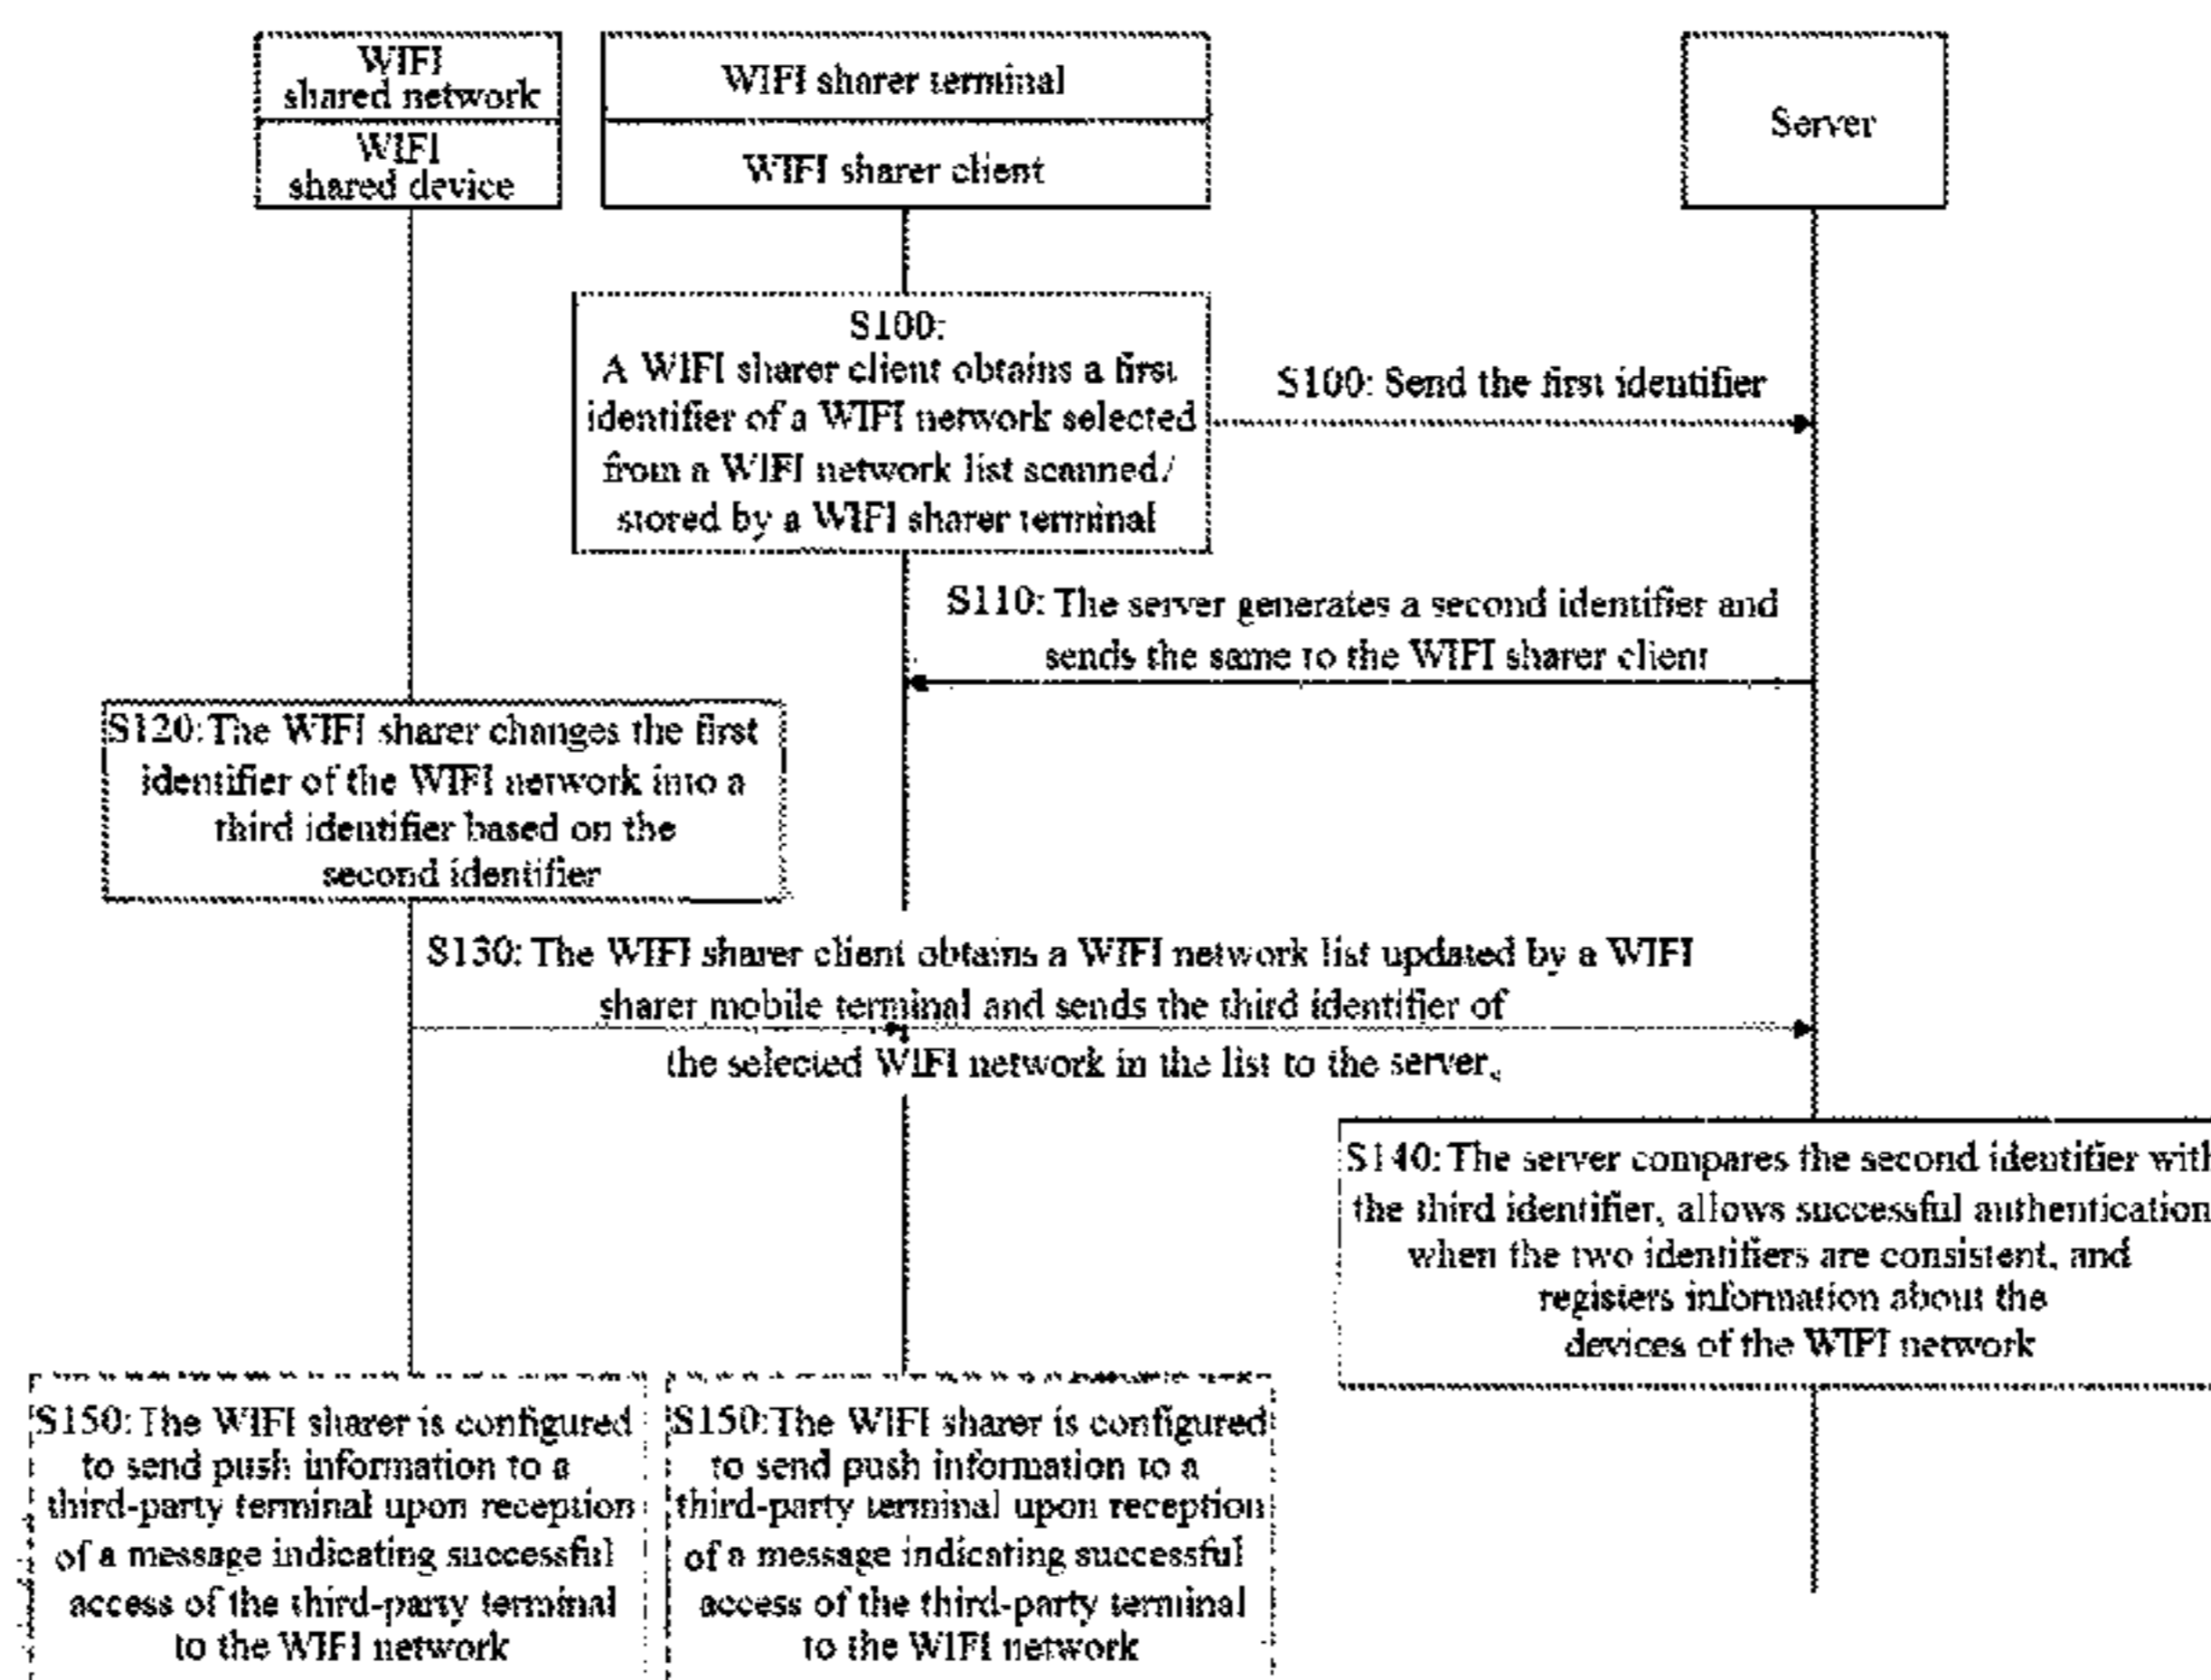 WIFI
shared network
WIFI
shared device
WIFI sharer terminal
WIFI sharer client
Server
S100:
A WIFI sharer client obtains a first
identifier of a WIFI network selected
from a WIFI network list scanned/
stored by a WIFI sharer terminal
S100: Send the first identifier
S110: The server generates a second identifier and
sends the same to the WIFI sharer client
S120: The WIFI sharer changes the first
identifier of the WIFI network into a
third identifier based on the
second identifier
S130: The WIFI sharer client obtains a WIFI network list updated by a WIFI
sharer mobile terminal and sends the third identifier of
the selected WIFI network in the list to the server,
S140: The server compares the second identifier with
the third identifier, allows successful authentication
when the two identifiers are consistent, and
registers information about the
devices of the WIFI network
S150: The WIFI sharer is configured
to send push information to a
third-party terminal upon reception
of a message indicating successful
access of the third-party terminal
to the WIFI network
S150: The WIFI sharer is configured
to send push information to a
third-party terminal upon reception
of a message indicating successful
access of the third-party terminal
to the WIFI network